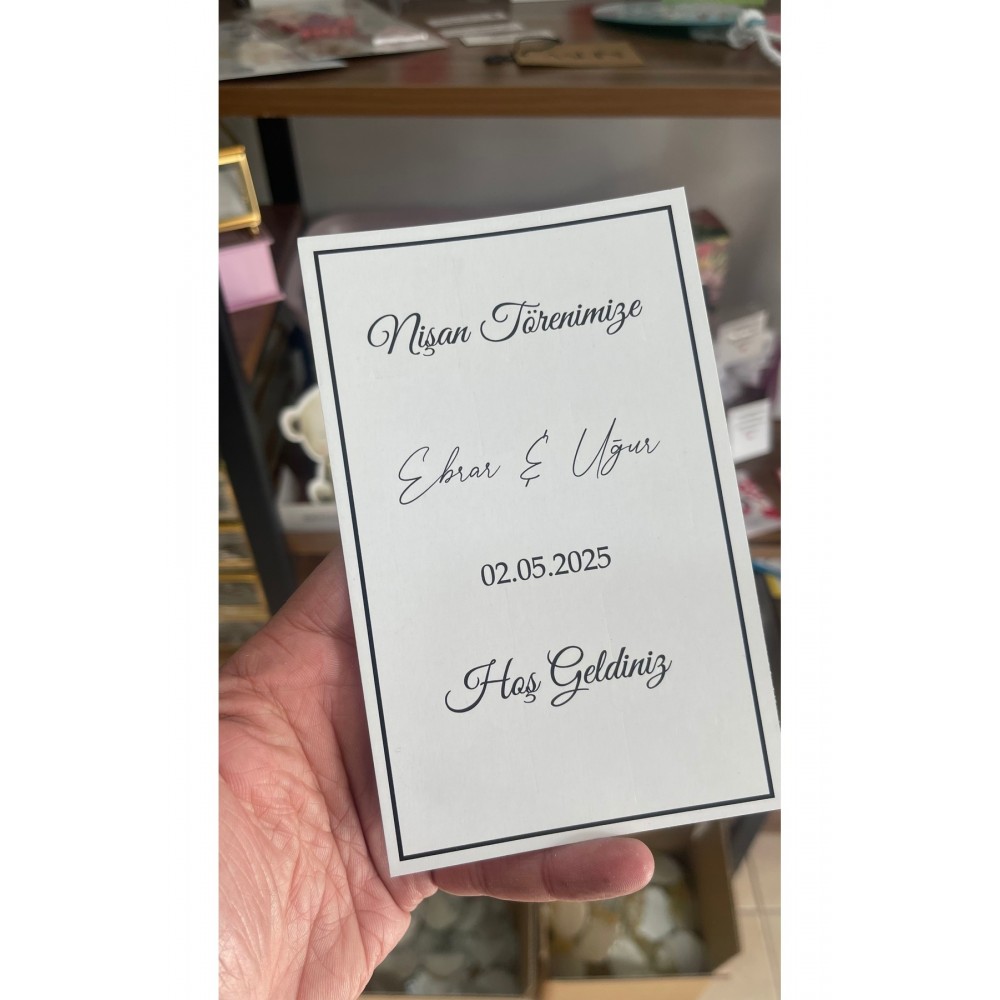 Nişan Törenimize
Ebrar & Uğur
02.05.2025
Hoş Geldiniz